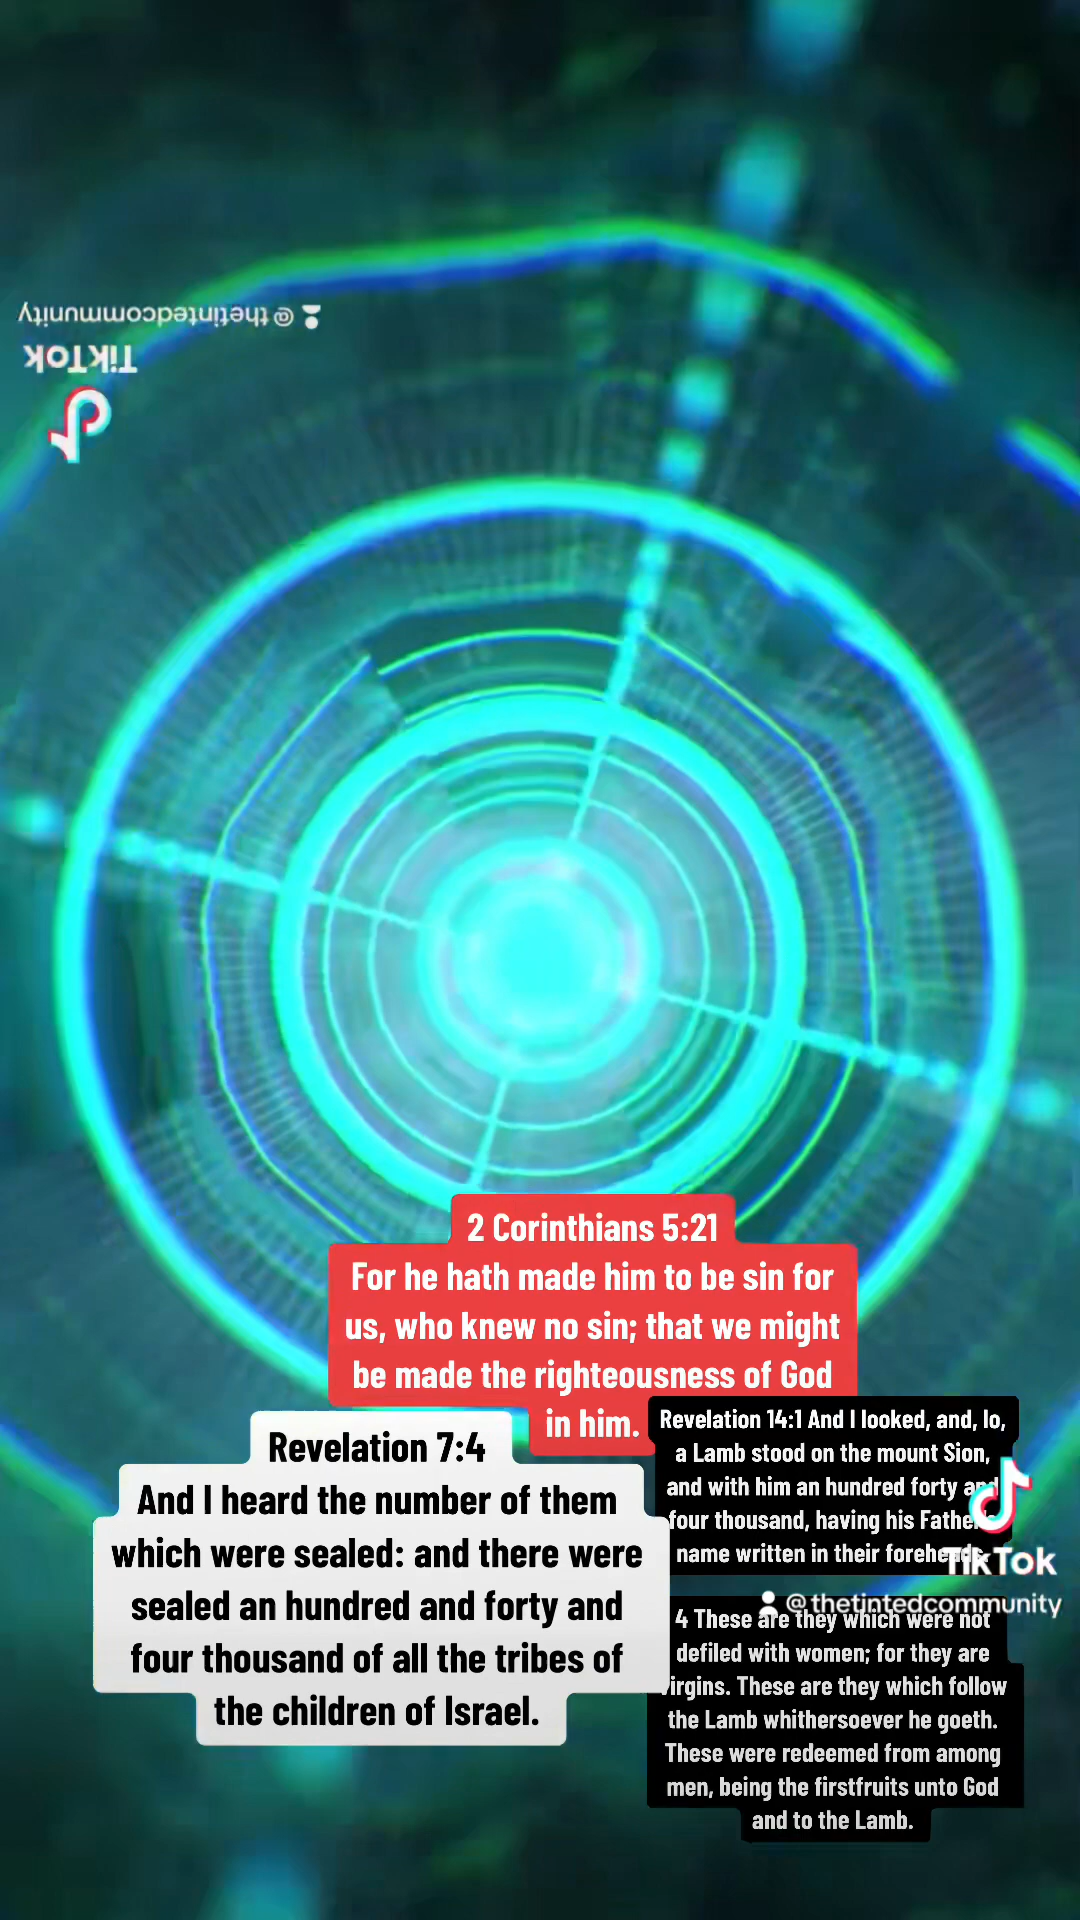 @thetintedcommunity
TikTok
2 Corinthians 5:21
For he hath made him to be sin for
us, who knew no sin; that we might
be made the righteousness of God
in him.
Revelation 7:4
And I heard the number of them
which were sealed: and there were
sealed an hundred and forty and
four thousand of all the tribes of
the children of Israel.
Revelation 14:1 And I looked, and, lo,
a Lamb stood on the mount Sion,
and with him an hundred forty and
four thousand, having his Father's
name written in their foreheads.
TikTok
@thetintedcommunity
4 These are they which were not
defiled with women; for they are
virgins. These are they which follow
the Lamb whithersoever he goeth.
These were redeemed from among
men, being the firstfruits unto God
and to the Lamb.